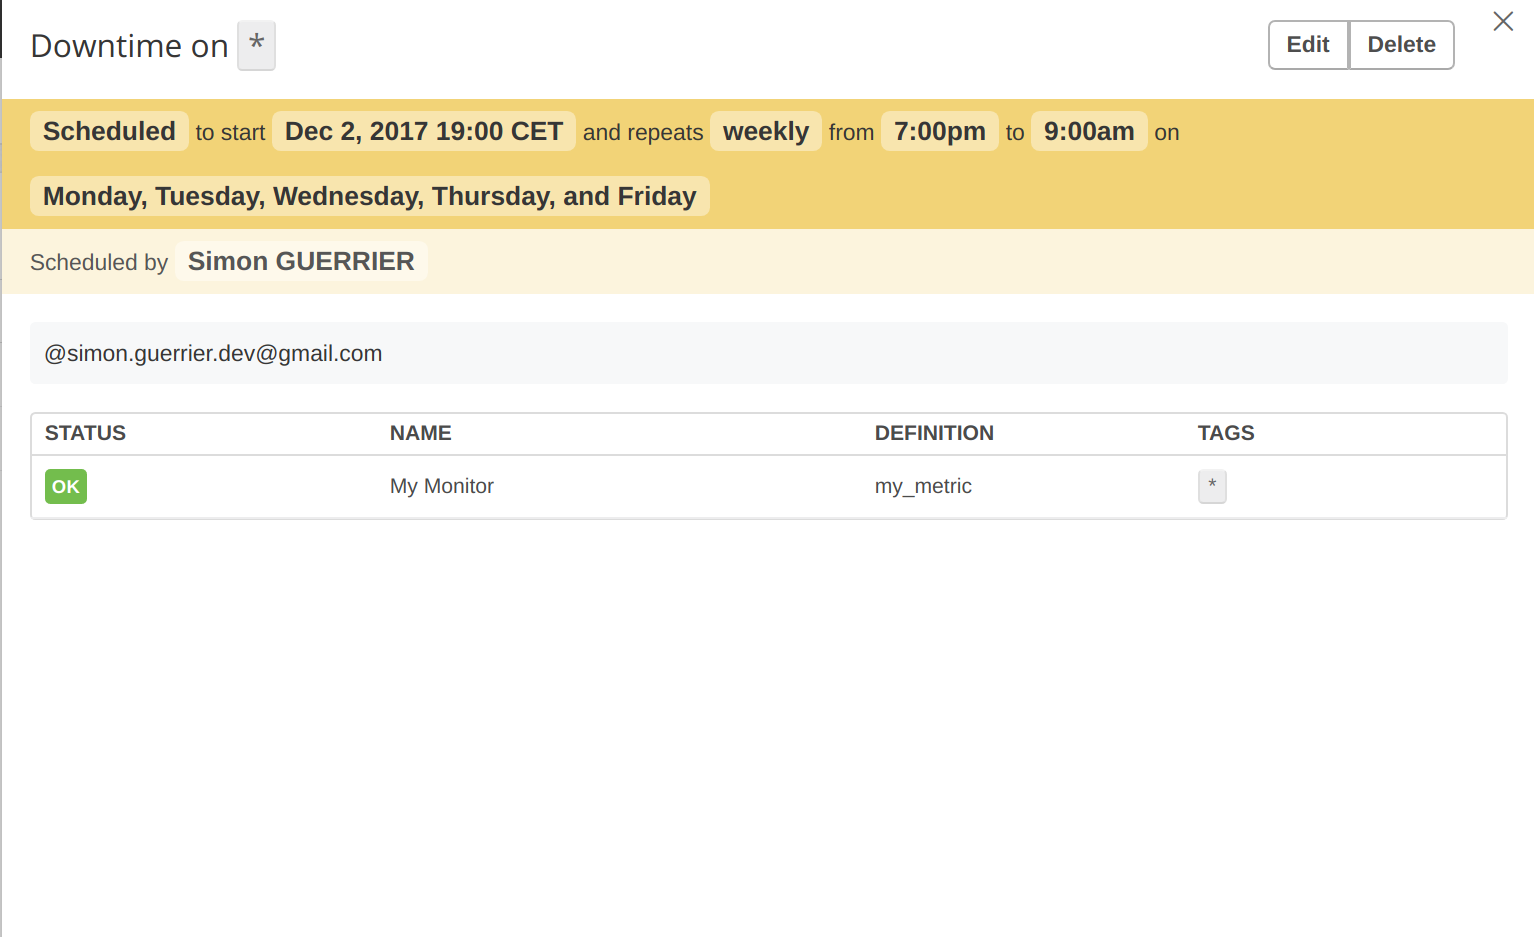 Downtime on *
Edit Delete
Scheduled to start Dec 2, 2017 19:00 CET and repeats weekly from 7:00pm to 9:00am on
Monday, Tuesday, Wednesday, Thursday, and Friday
Scheduled by Simon GUERRIER
@simon.guerrier.dev@gmail.com
STATUS NAME DEFINITION TAGS
OK My Monitor my_metric *